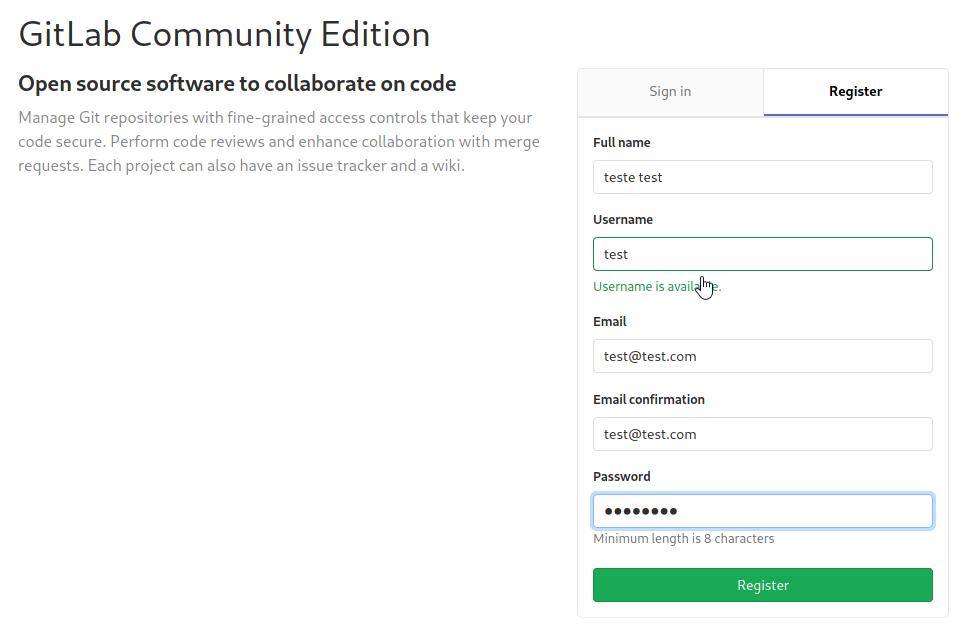 GitLab Community Edition
Open source software to collaborate on code
Manage Git repositories with fine-grained access controls that keep your
code secure. Perform code reviews and enhance collaboration with merge
requests. Each project can also have an issue tracker and a wiki.
Sign in
Register
Full name
teste test
Username
test
Username is available.
Email
test@test.com
Email confirmation
test@test.com
Password
●●●●●●●●
Minimum length is 8 characters
Register